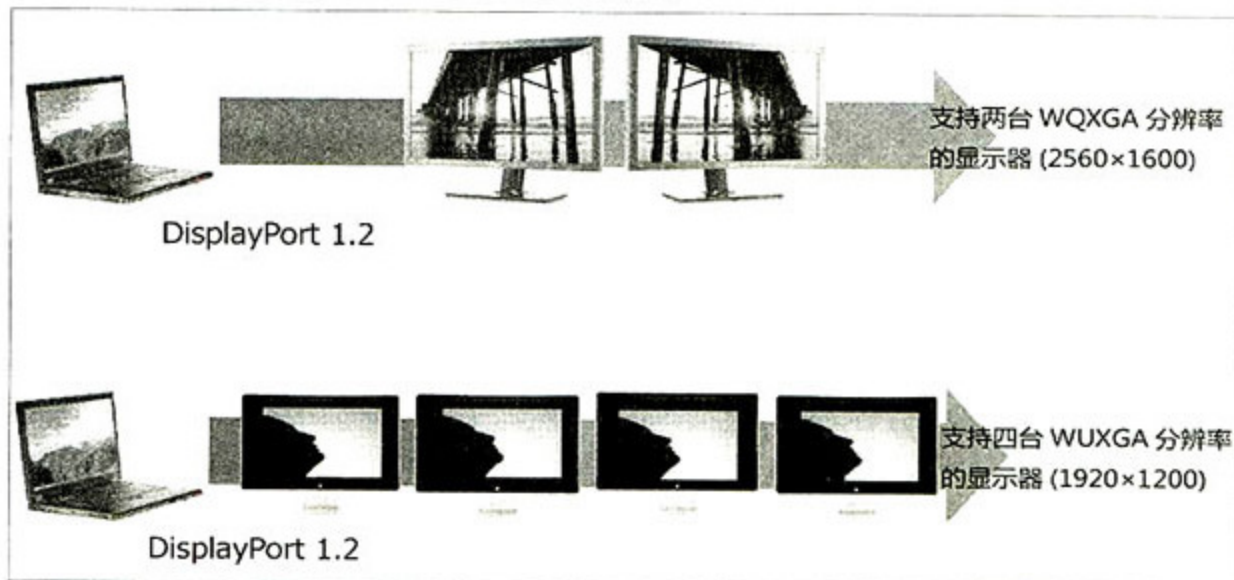 支持两台 WQXGA 分辨率
的显示器 (2560×1600)
DisplayPort 1.2
支持四台 WUXGA 分辨率
的显示器 (1920×1200)
DisplayPort 1.2